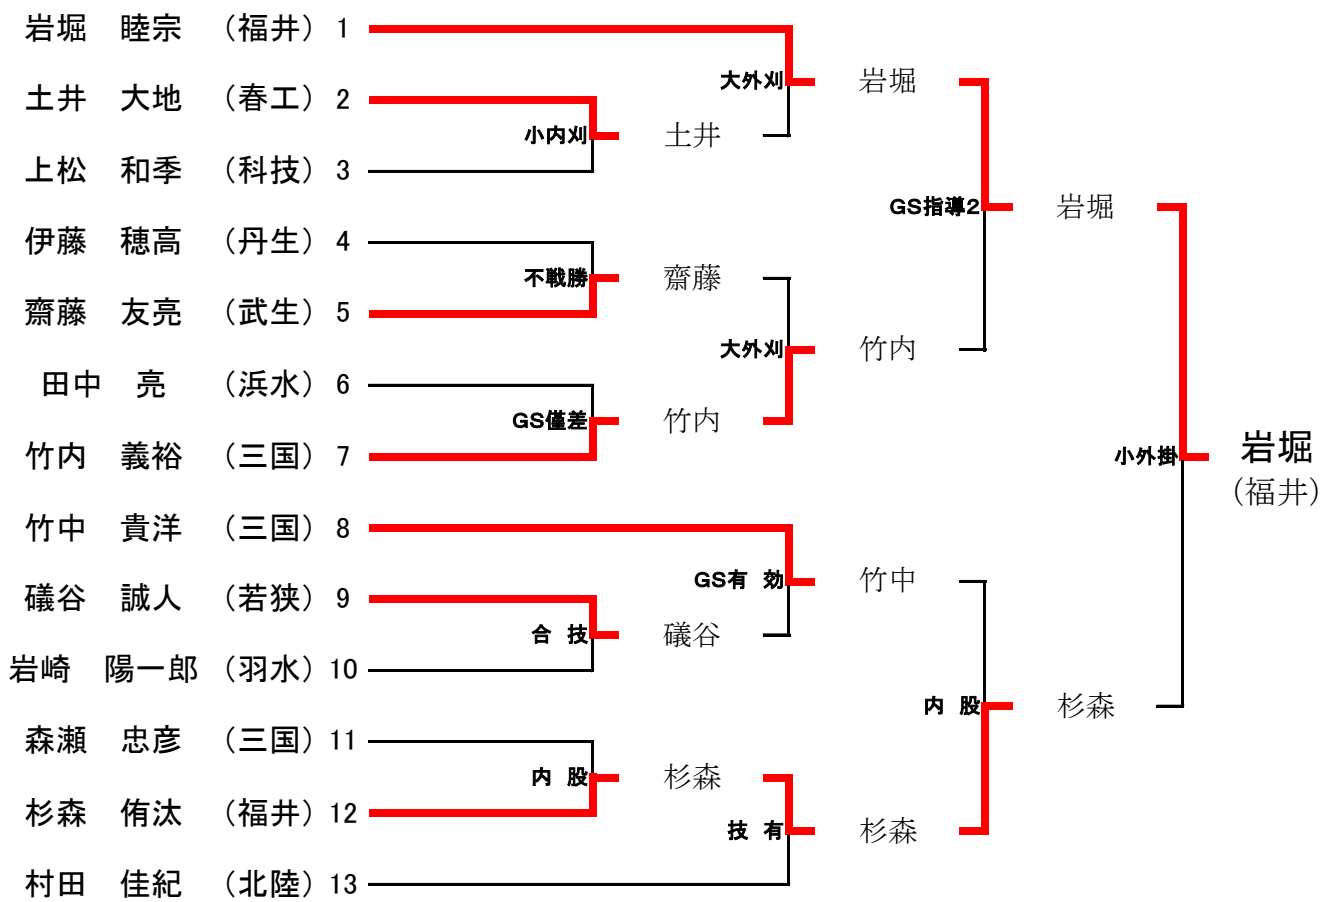 岩堀 睦宗 （福井） 1
大外刈 岩堀
土井 大地 （春工） 2
小内刈 土井
上松 和季 （科技） 3
GS指導2 岩堀
伊藤 穂高 （丹生） 4
不戦勝 齋藤
齋藤 友亮 （武生） 5
大外刈 竹内
田中 亮 （浜水） 6
GS僅差 竹内
竹内 義裕 （三国） 7
小外掛 岩堀
（福井）
竹中 貴洋 （三国） 8
GS有 効 竹中
礒谷 誠人 （若狭） 9
合 技 礒谷
岩崎 陽一郎 （羽水） 10
内 股 杉森
森瀬 忠彦 （三国） 11
内 股 杉森
杉森 侑汰 （福井） 12
技 有 杉森
村田 佳紀 （北陸） 13